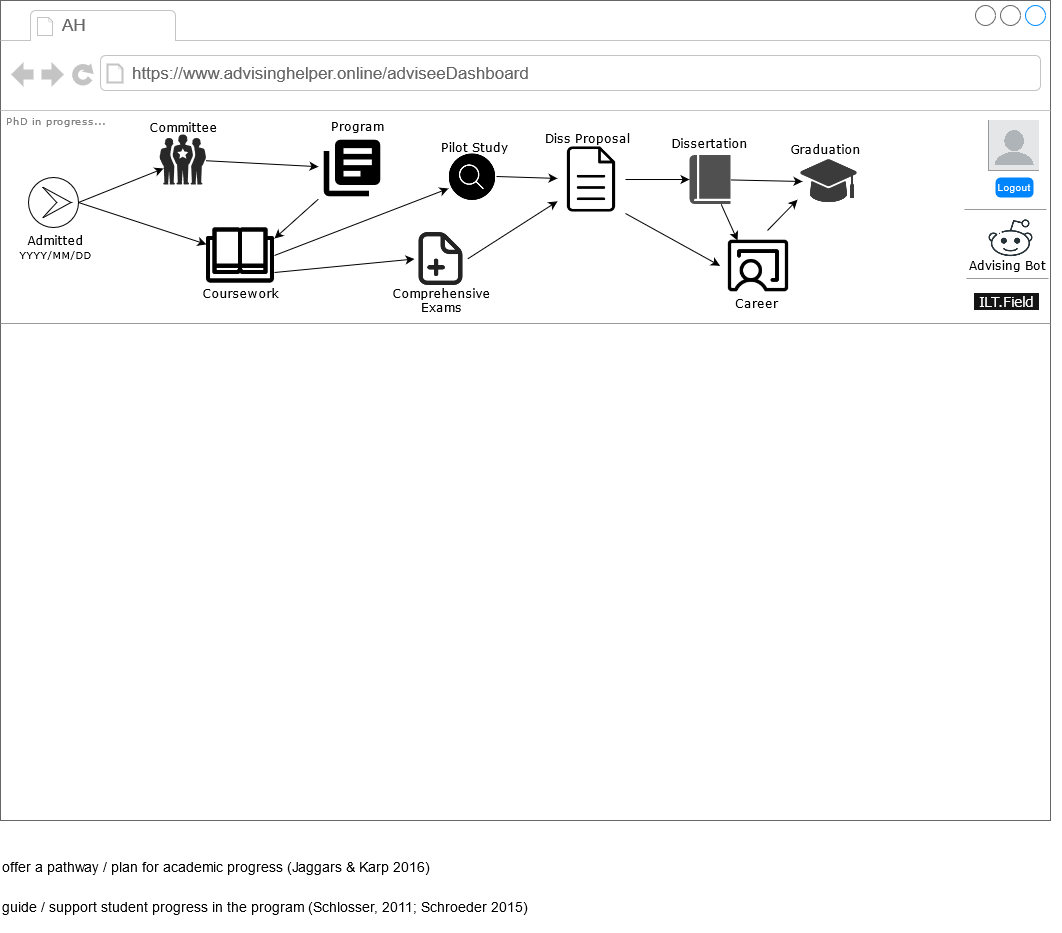 AH
https://www.advisinghelper.online/adviseeDashboard
PhD in progress...
Committee
Program
Pilot Study
Diss Proposal
Dissertation
Graduation
Logout
Admitted
YYYY/MM/DD
Coursework
Comprehensive
Exams
Career
Advising Bot
ILT.Field
offer a pathway / plan for academic progress (Jaggars & Karp 2016)
guide / support student progress in the program (Schlosser, 2011; Schroeder 2015)